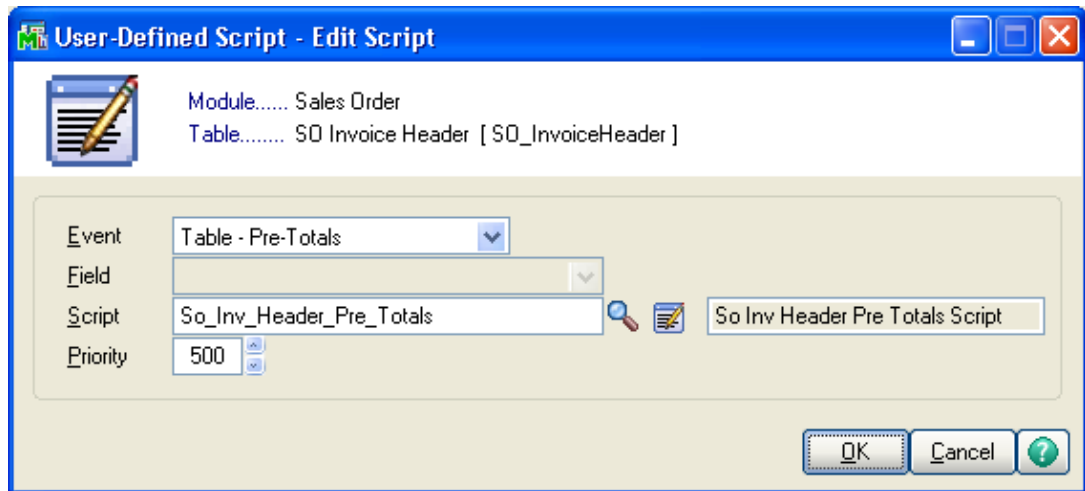 User-Defined Script - Edit Script
Module...... Sales Order
Table........ SO Invoice Header [ SO_InvoiceHeader ]
Event Table - Pre-Totals
Field
Script So_Inv_Header_Pre_Totals So Inv Header Pre Totals Script
Priority 500
OK Cancel ?